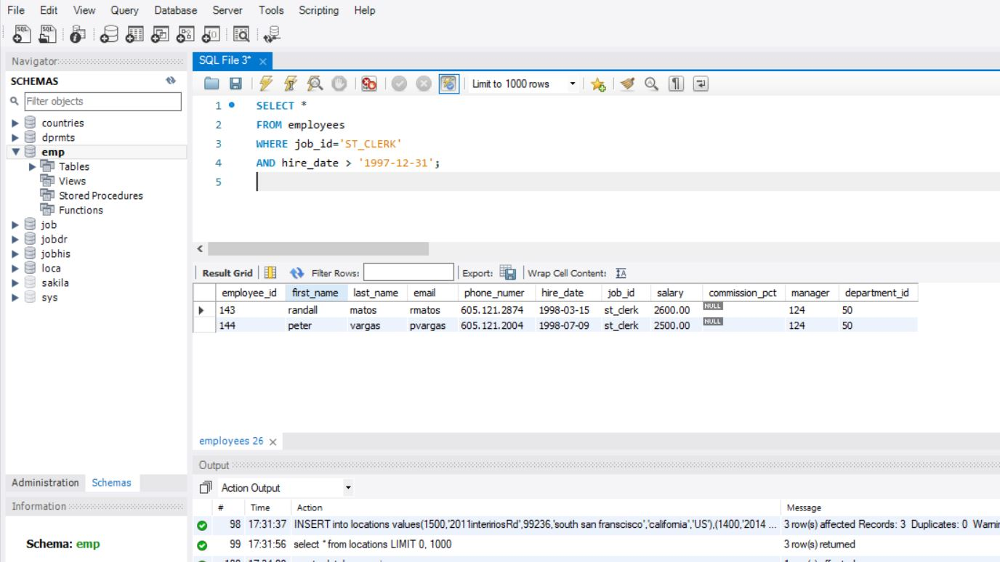 File Edit View Query Database Server Tools Scripting Help
SQL SQL
Navigator
SQL File 3* ×
SCHEMAS
Filter objects
Limit to 1000 rows
countries
dprmts
emp
Tables
Views
Stored Procedures
Functions
job
jobdr
jobhis
loca
sakila
sys
1 SELECT *
2 FROM employees
3 WHERE job_id='ST_CLERK'
4 AND hire_date > '1997-12-31';
5
Result Grid Filter Rows: Export: Wrap Cell Content: IA
employee_id first_name last_name email phone_numer hire_date job_id salary commission_pct manager department_id
143 randall matos rmatos 605.121.2874 1998-03-15 st_clerk 2600.00 NULL 124 50
144 peter vargas pvargas 605.121.2004 1998-07-09 st_clerk 2500.00 NULL 124 50
employees 26 ×
Output
Administration Schemas
Action Output
Information
# Time Action Message
98 17:31:37 INSERT into locations values(1500,'2011inteririosRd',99236,'south san franscisco','california','US'),(1400,'2014 ... 3 row(s) affected Records: 3 Duplicates: 0 Warnin
99 17:31:56 select * from locations LIMIT 0, 1000 3 row(s) returned
Schema: emp